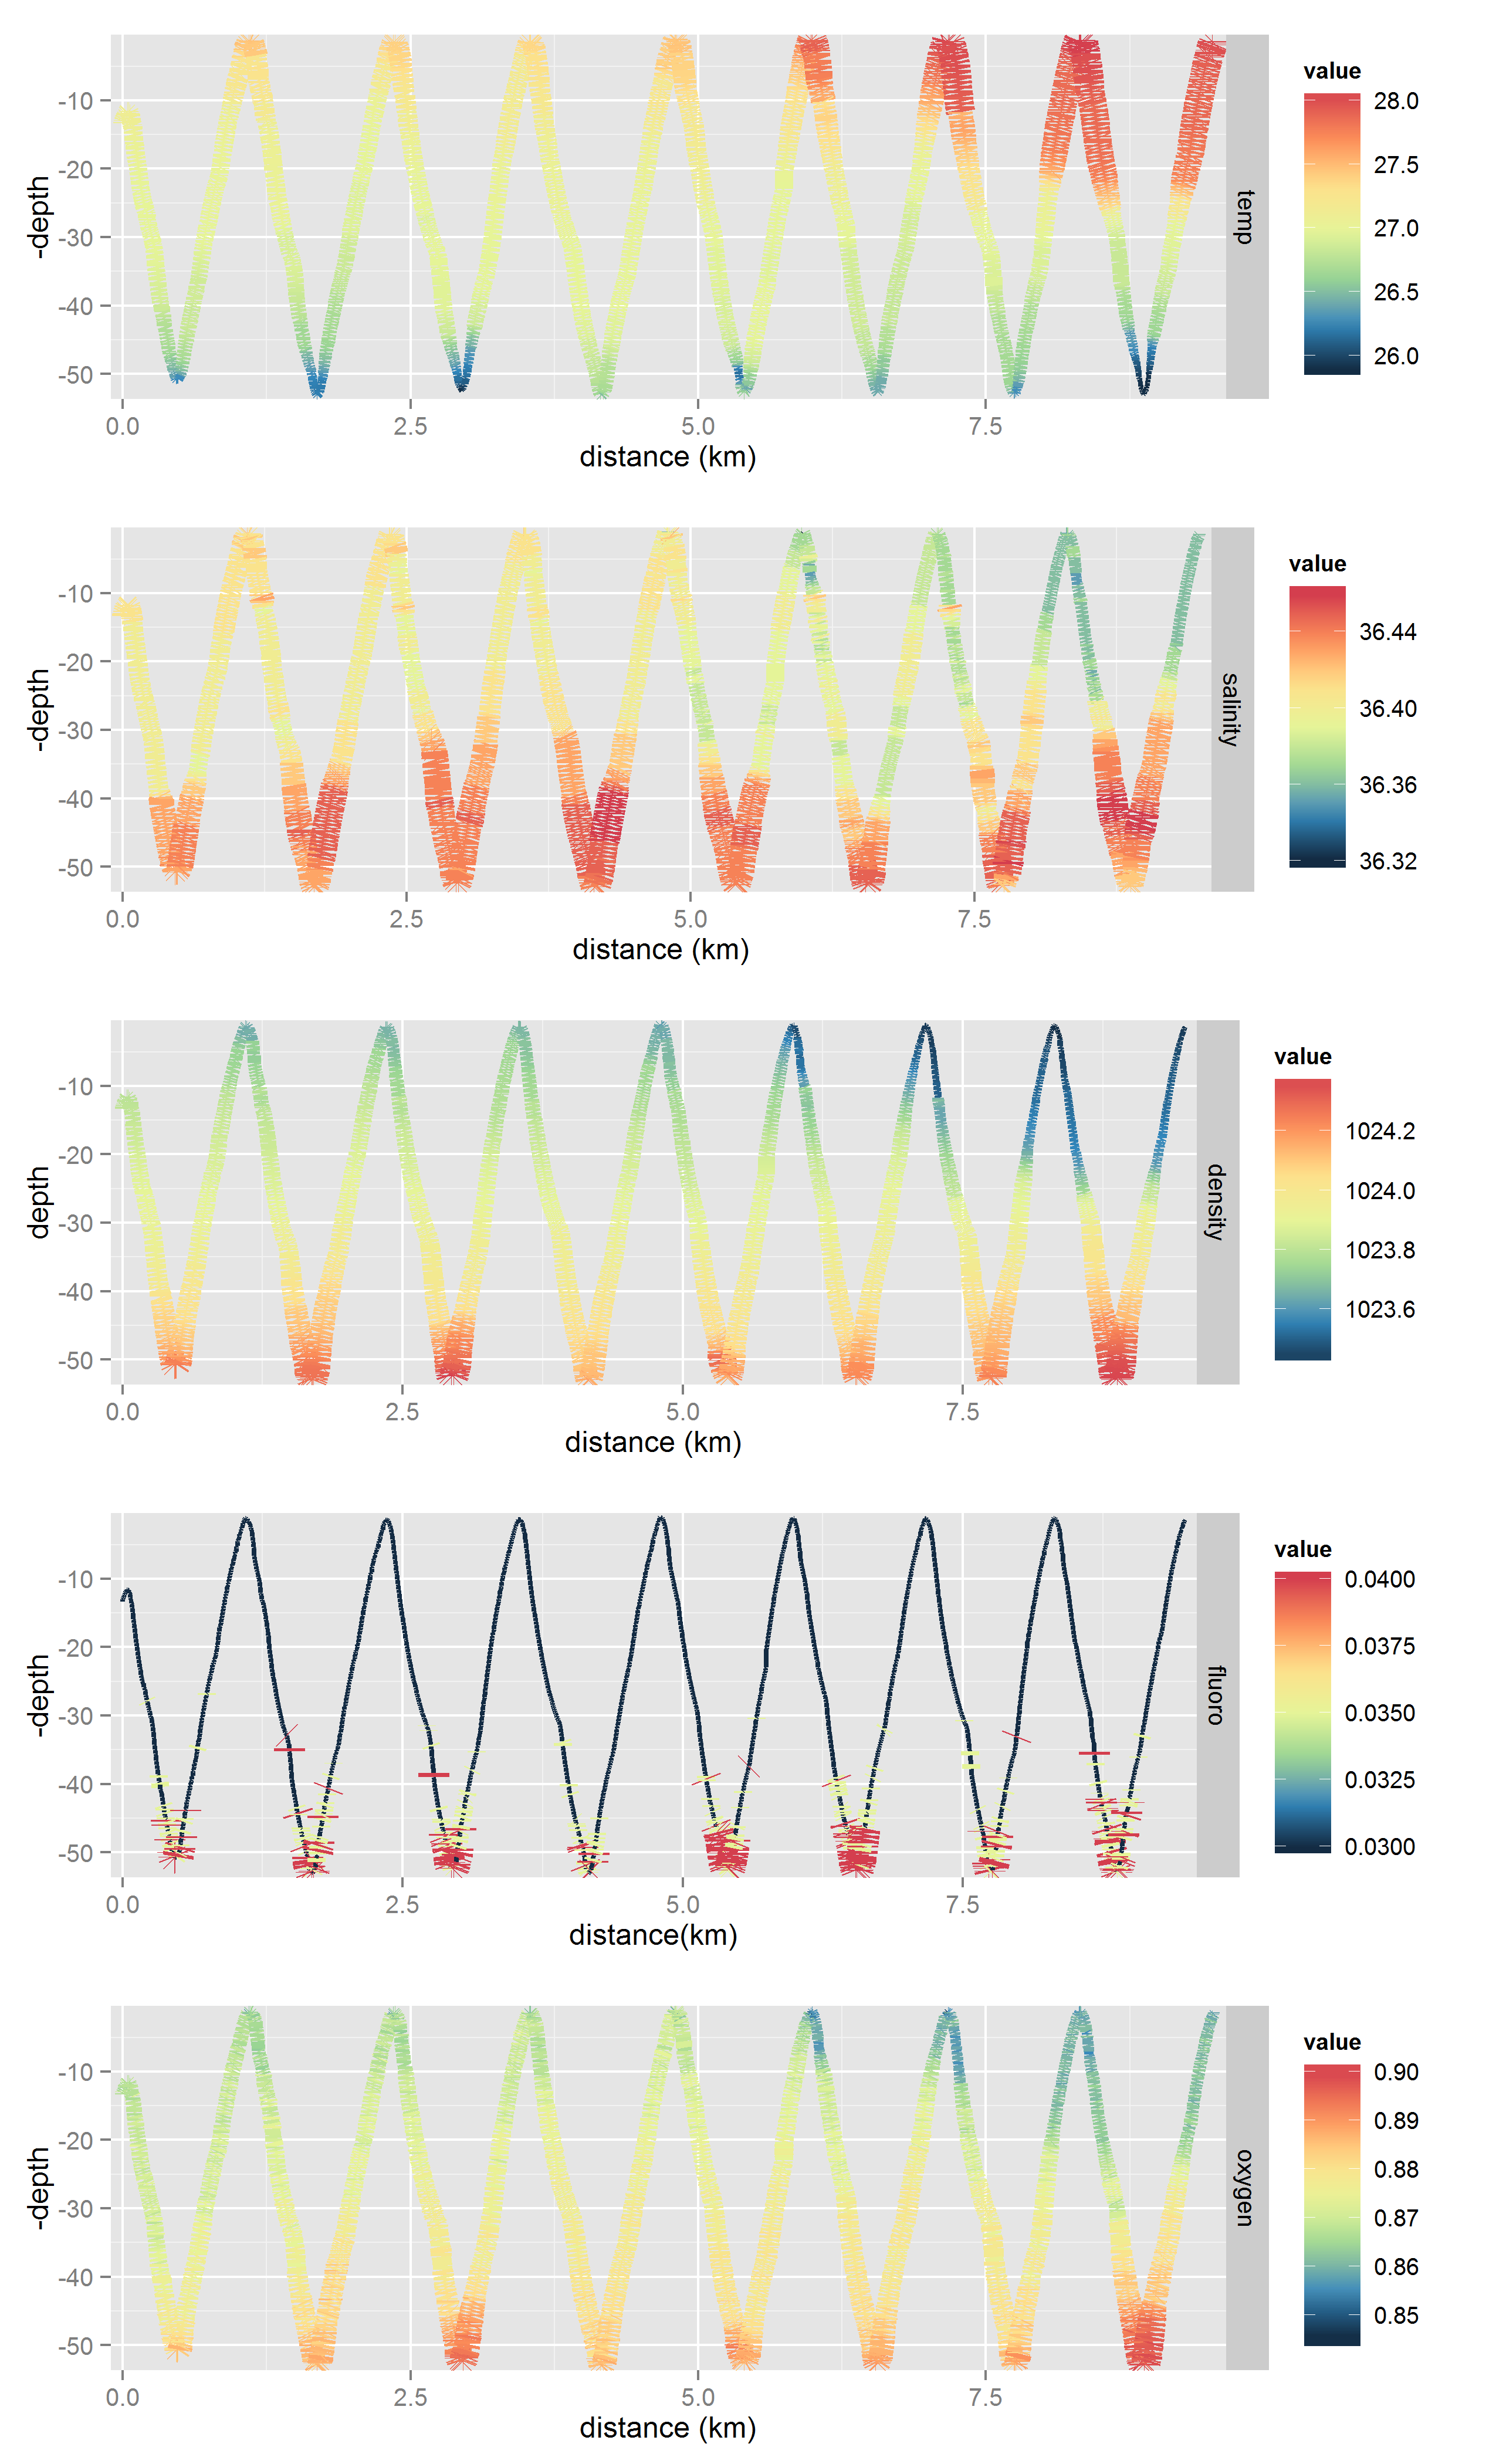 value
28.0
27.5
27.0
26.5
26.0
-depth
-10
-20
-30
-40
-50
temp
0.0 2.5 5.0 7.5
distance (km)
value
36.44
36.40
36.36
36.32
-depth
-10
-20
-30
-40
-50
salinity
0.0 2.5 5.0 7.5
distance (km)
value
1024.2
1024.0
1023.8
1023.6
depth
-10
-20
-30
-40
-50
density
0.0 2.5 5.0 7.5
distance (km)
value
0.0400
0.0375
0.0350
0.0325
0.0300
-depth
-10
-20
-30
-40
-50
fluoro
0.0 2.5 5.0 7.5
distance(km)
value
0.90
0.89
0.88
0.87
0.86
0.85
-depth
-10
-20
-30
-40
-50
oxygen
0.0 2.5 5.0 7.5
distance (km)